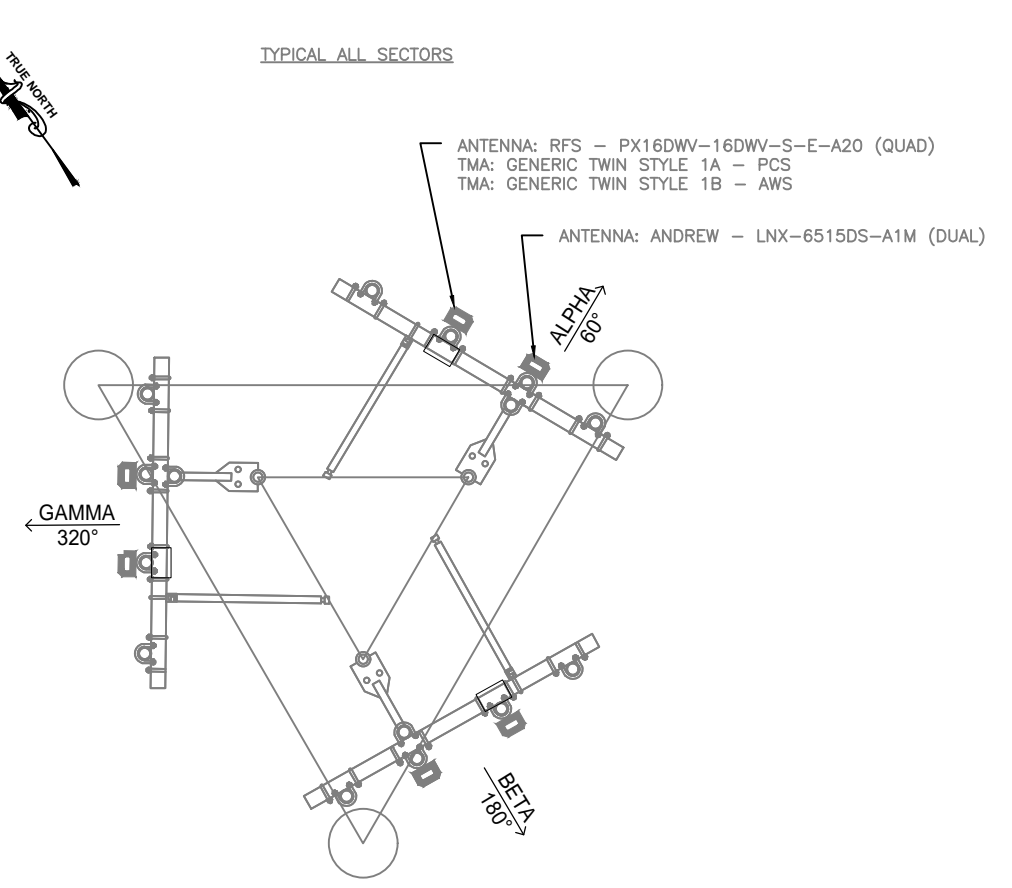 TYPICAL ALL SECTORS
TRUE NORTH
ANTENNA: RFS - PX16DWV-16DWV-S-E-A20 (QUAD)
TMA: GENERIC TWIN STYLE 1A - PCS
TMA: GENERIC TWIN STYLE 1B - AWS
ANTENNA: ANDREW - LNX-6515DS-A1M (DUAL)
ALPHA
60°
GAMMA
320°
BETA
180°